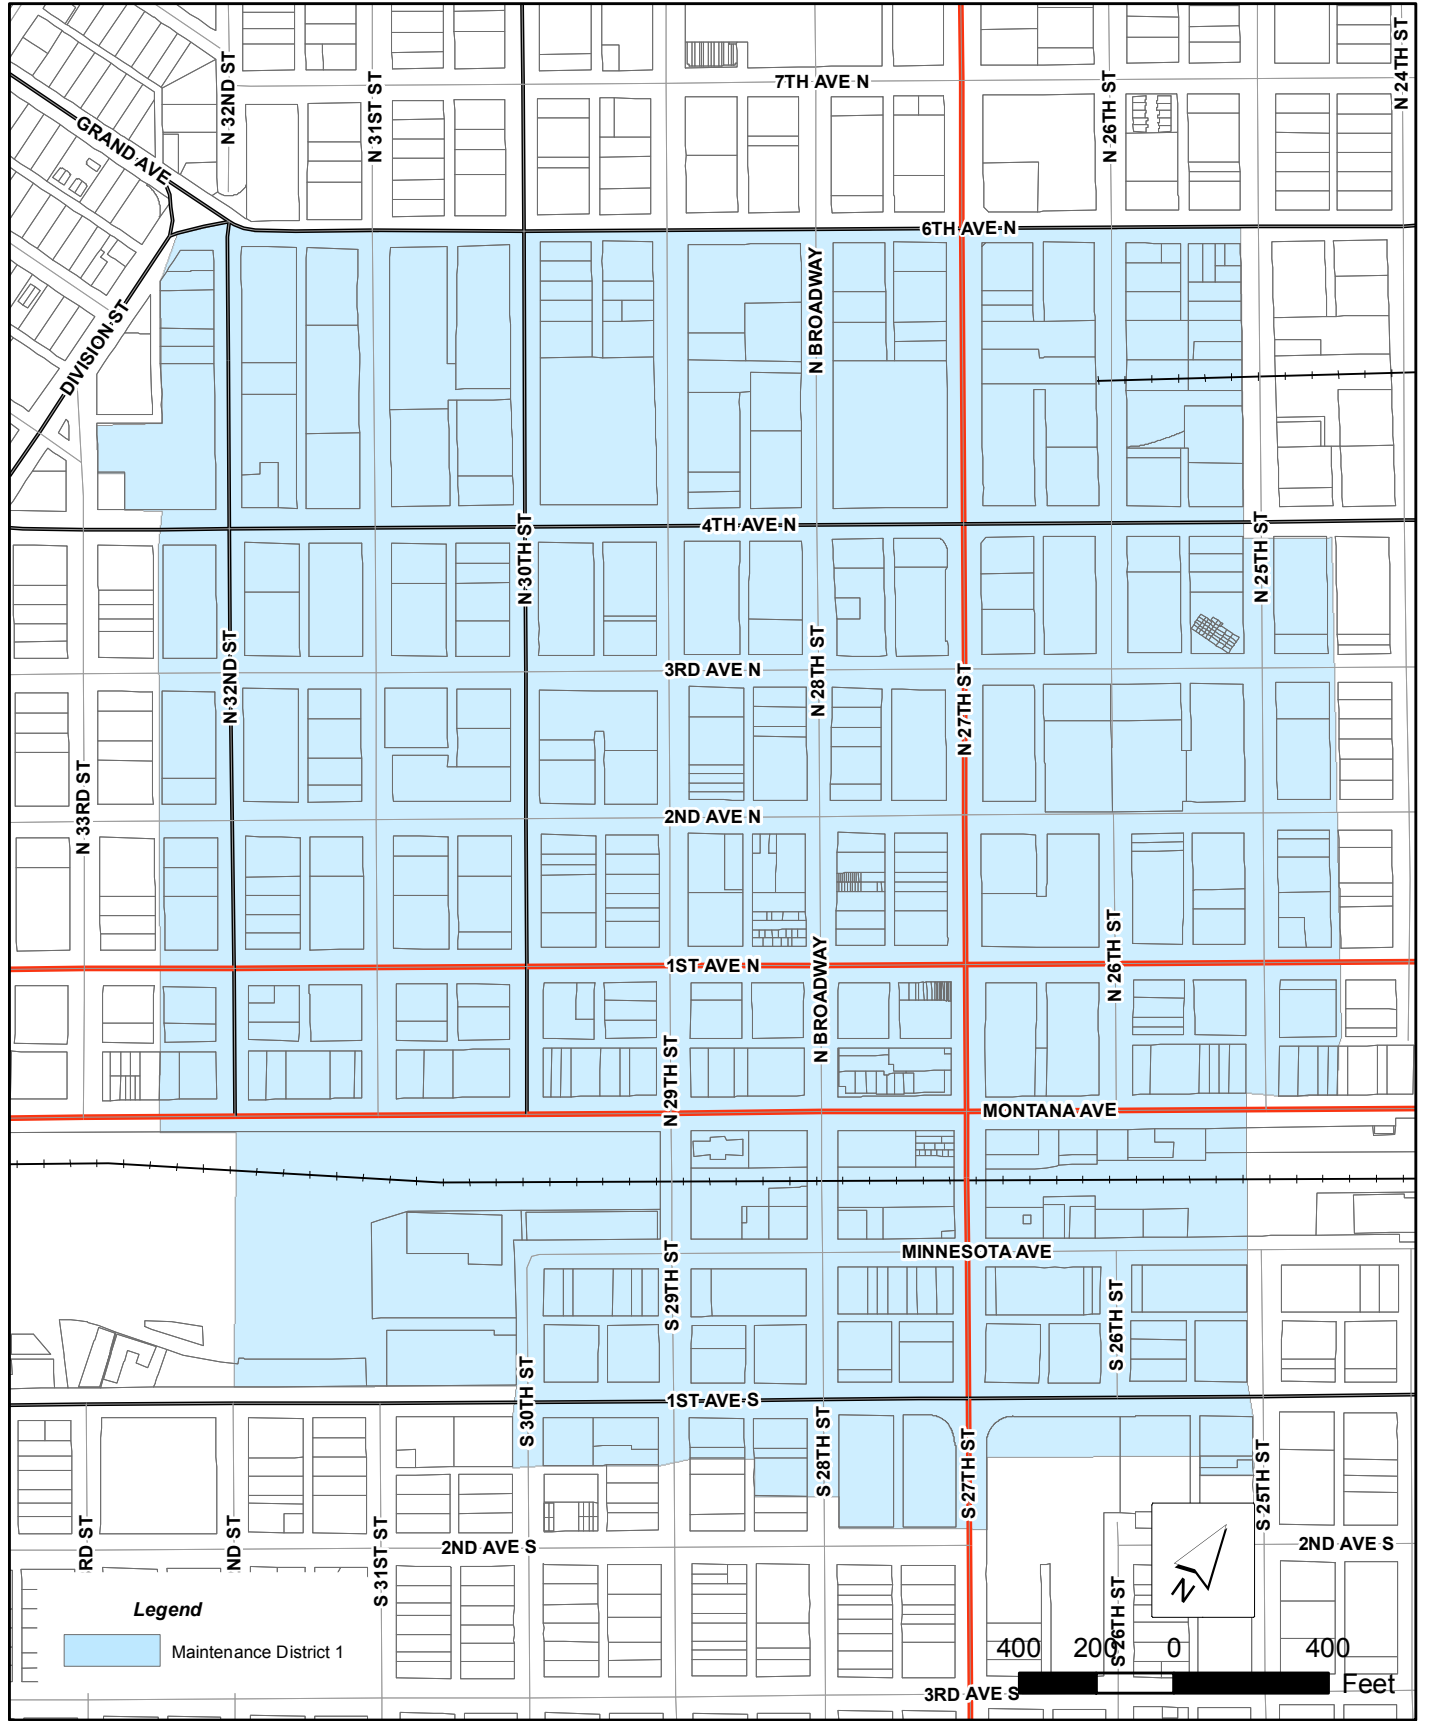 N 24TH ST
N 32ND ST
N 31ST ST
7TH AVE N
N 26TH ST
GRAND AVE
6TH AVE N
N BROADWAY
DIVISION ST
4TH AVE N
N 30TH ST
N 25TH ST
N 32ND ST
3RD AVE N
N 28TH ST
N 27TH ST
N 33RD ST
2ND AVE N
N 26TH ST
1ST AVE N
N BROADWAY
N 29TH ST
MONTANA AVE
MINNESOTA AVE
S 29TH ST
S 26TH ST
S 30TH ST
1ST AVE S
S 28TH ST
S 27TH ST
S 25TH ST
RD ST
ND ST
S 31ST ST
2ND AVE S
2ND AVE S
N
S 26TH ST
Legend
Maintenance District 1
400 200 0 400
Feet
3RD AVE S